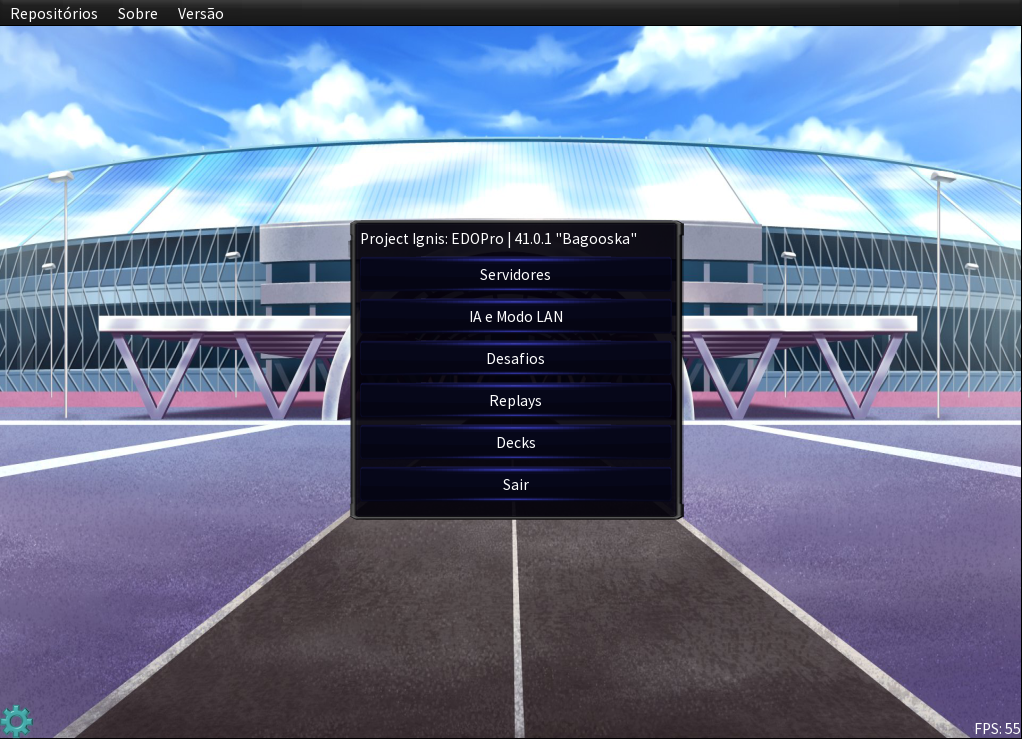 Repositórios Sobre Versão
Project Ignis: EDOPro | 41.0.1 "Bagooska"
Servidores
IA e Modo LAN
Desafios
Replays
Decks
Sair
FPS: 55